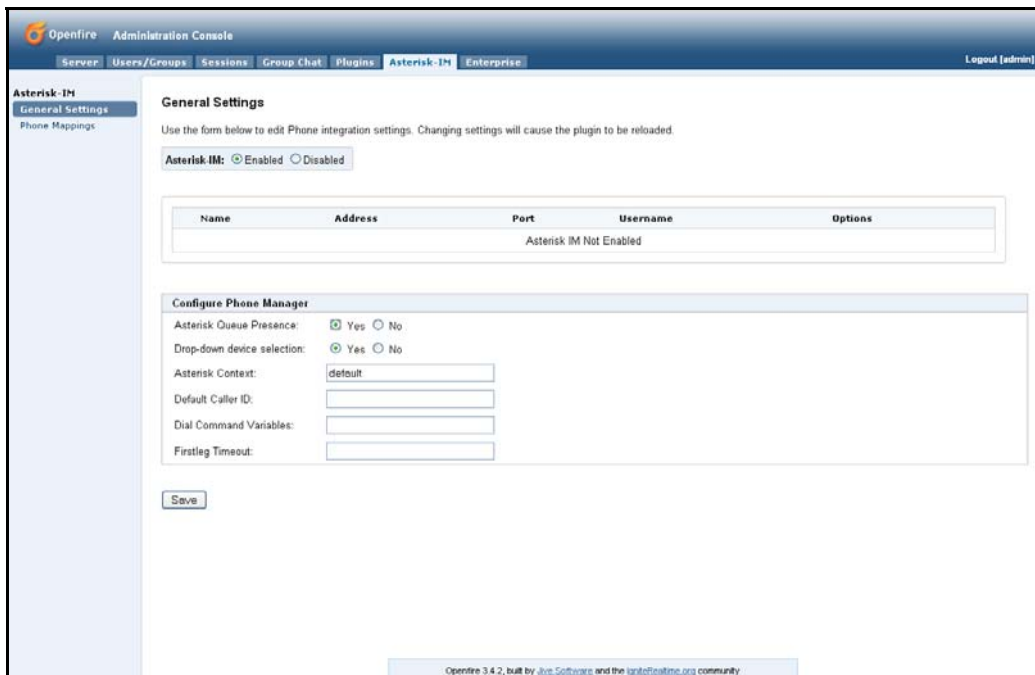 Openfire Administration Console
Server Users/Groups Sessions Group Chat Plugins Asterisk-IM Enterprise Logout [admin]
Asterisk-IM
General Settings
Phone Mappings
General Settings
Use the form below to edit Phone integration settings. Changing settings will cause the plugin to be reloaded.
Asterisk-IM: Enabled Disabled
Name Address Port Username Options
Asterisk IM Not Enabled
Configure Phone Manager
Asterisk Queue Presence: Yes No
Drop-down device selection: Yes No
Asterisk Context: default
Default Caller ID:
Dial Command Variables:
Firstleg Timeout:
Save
Openfire 3.4.2, built by Jive Software and the IgniteRealtime.org community